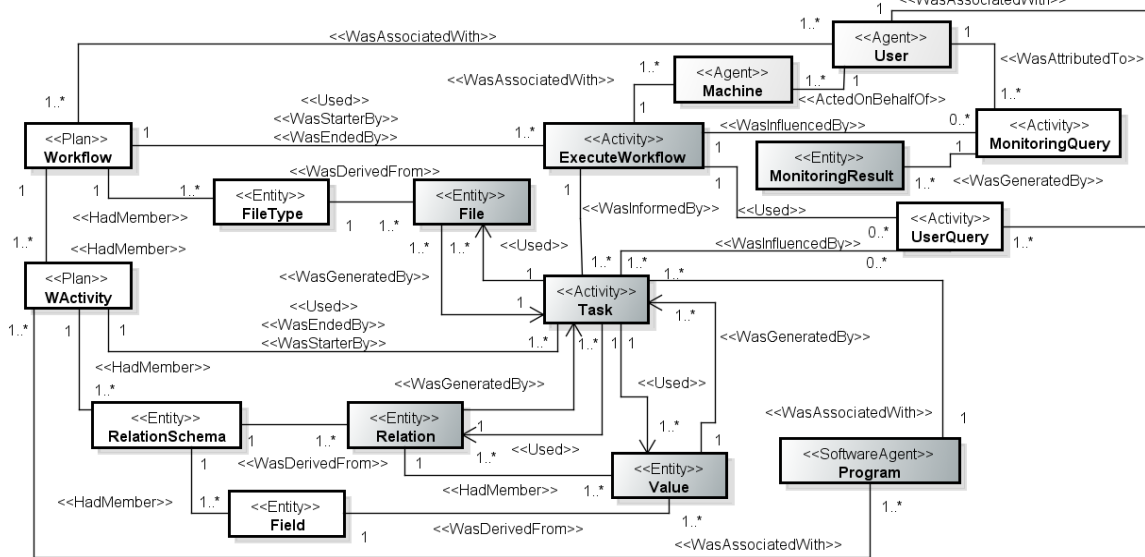 <<WasAssociatedWith>>
1
1..*
<<Agent>>
User
1
<<WasAssociatedWith>>
<<WasAttributedTo>>
1..*
<<Agent>>
Machine
1..*
1
<<WasAssociatedWith>>
<<ActedOnBehalfOf>>
1..*
1..*
<<Used>>
<<WasStarterBy>>
<<WasEndedBy>>
1
1..*
1
<<Plan>>
Workflow
<<Activity>>
ExecuteWorkflow
1
<<WasInfluencedBy>>
0..*
<<Activity>>
MonitoringQuery
1
<<Entity>>
MonitoringResult
1..*
<<WasGeneratedBy>>
1
1
1..*
<<WasDerivedFrom>>
<<Entity>>
FileType
1
1..*
<<Entity>>
File
1
1
<<Used>>
0..*
<<Activity>>
UserQuery
1..*
<<HadMember>>
<<WasInformedBy>>
1..*
<<HadMember>>
1..*
1..*
<<Used>>
<<WasInfluencedBy>>
0..*
<<Plan>>
WActivity
<<WasGeneratedBy>>
1
1..*
1..*
1..*
<<Activity>>
Task
1
1..*
1
1
<<Used>>
<<WasEndedBy>>
<<WasStarterBy>>
1..*
1..*
1
1
1..*
<<WasGeneratedBy>>
<<HadMember>>
<<WasGeneratedBy>>
<<Used>>
1..*
<<Entity>>
RelationSchema
1
1..*
<<Entity>>
Relation
1
1..*
<<Used>>
1..*
1
<<WasAssociatedWith>>
1
<<SoftwareAgent>>
Program
1
<<WasDerivedFrom>>
1
<<Entity>>
Value
<<HadMember>>
1..*
<<HadMember>>
1..*
1..*
<<Entity>>
Field
1
<<WasDerivedFrom>>
1..*
<<WasAssociatedWith>>